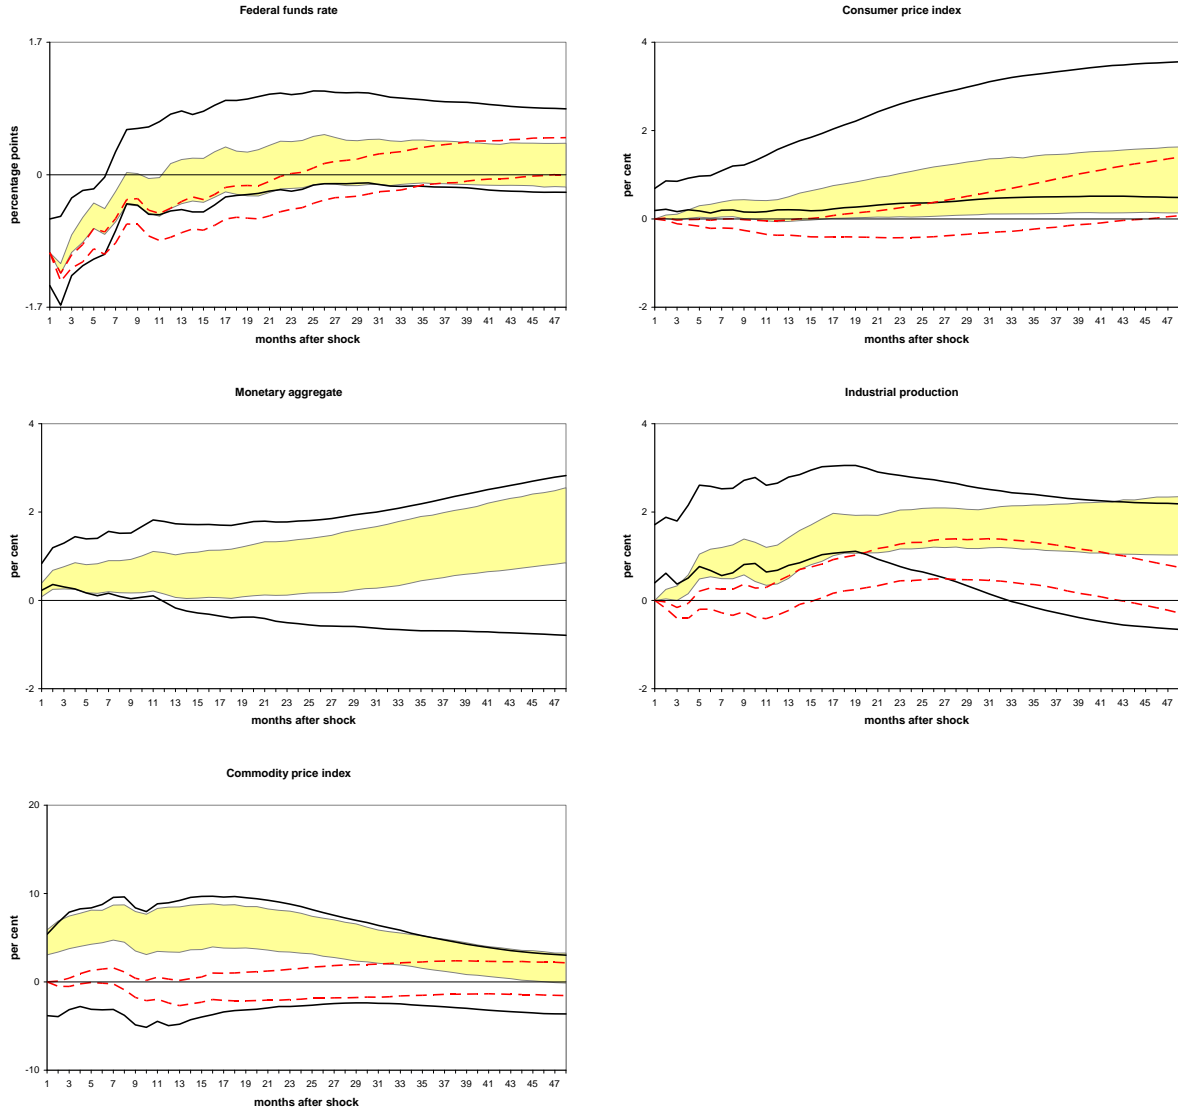 Federal funds rate
Consumer price index
1.7
0
-1.7
percentage points
1 3 5 7 9 11 13 15 17 19 21 23 25 27 29 31 33 35 37 39 41 43 45 47
months after shock
4
2
0
-2
per cent
1 3 5 7 9 11 13 15 17 19 21 23 25 27 29 31 33 35 37 39 41 43 45 47
months after shock
Monetary aggregate
Industrial production
4
2
0
-2
per cent
1 3 5 7 9 11 13 15 17 19 21 23 25 27 29 31 33 35 37 39 41 43 45 47
months after shock
4
2
0
-2
per cent
1 3 5 7 9 11 13 15 17 19 21 23 25 27 29 31 33 35 37 39 41 43 45 47
months after shock
Commodity price index
20
10
0
-10
per cent
1 3 5 7 9 11 13 15 17 19 21 23 25 27 29 31 33 35 37 39 41 43 45 47
months after shock